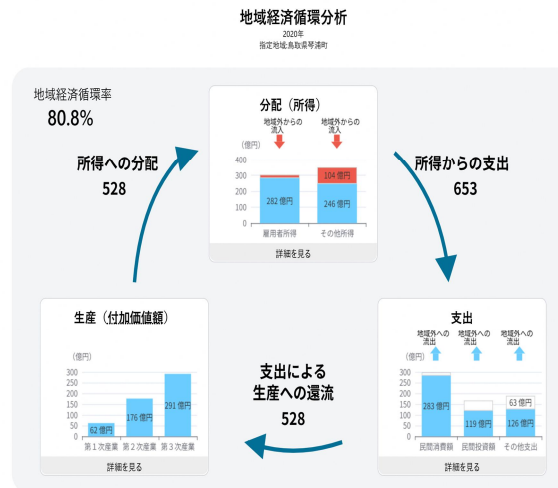 地域経済循環分析
2020年
指定地域:鳥取県琴浦町
地域経済循環率
80.8%
分配（所得）
地域外からの
流入
地域外からの
流入
(億円)
400
300
200
100
0
282 億円
104 億円
246 億円
雇用者所得
その他所得
詳細を見る
所得への分配
528
所得からの支出
653
生産（付加価値額）
(億円)
300
250
200
150
100
50
0
62 億円
176 億円
291 億円
第１次産業
第２次産業
第３次産業
詳細を見る
支出による
生産への還流
528
支出
地域外への
流出
地域外への
流出
地域外への
流出
(億円)
300
250
200
150
100
50
0
283 億円
119 億円
63 億円
126 億円
民間消費額
民間投資額
その他支出
詳細を見る